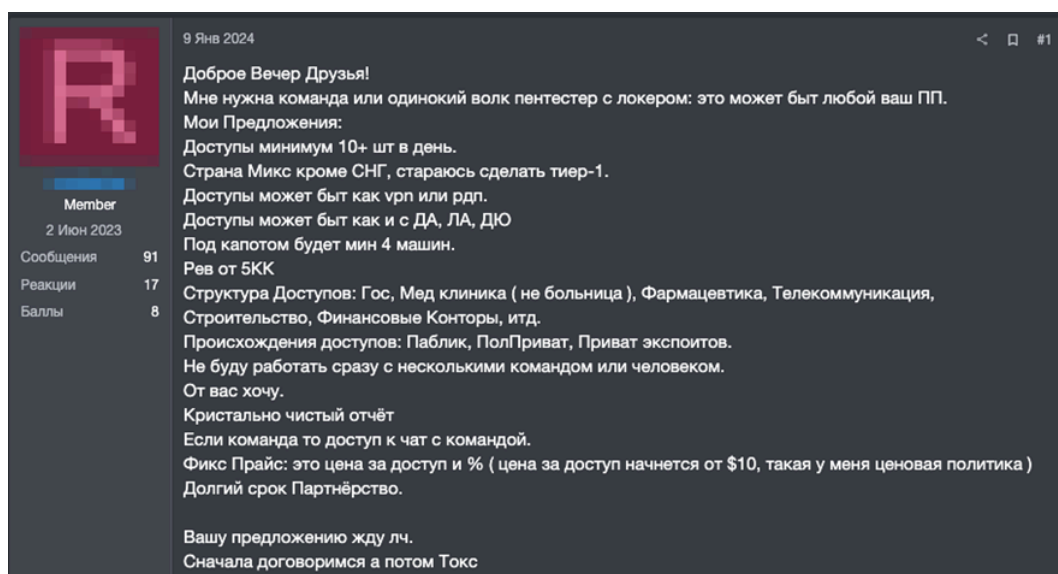 R
9 Янв 2024
#1
Доброе Вечер Друзья!
Мне нужна команда или одинокий волк пентестер с локером: это может быт любой ваш ПП.
Мои Предложения:
Доступы минимум 10+ шт в день.
Страна Микс кроме СНГ, стараюсь сделать тиер-1.
Доступы может быт как vpn или рдп.
Доступы может быт как и с ДА, ЛА, ДЮ
Под капотом будет мин 4 машин.
Рев от 5КК
Структура Доступов: Гос, Мед клиника ( не больница ), Фармацевтика, Телекоммуникация,
Строительство, Финансовые Конторы, итд.
Происхождения доступов: Паблик, ПолПриват, Приват экспоитов.
Не буду работать сразу с несколькими командом или человеком.
От вас хочу.
Кристально чистый отчёт
Если команда то доступ к чат с командой.
Фикс Прайс: это цена за доступ и % ( цена за доступ начнется от $10, такая у меня ценовая политика )
Долгий срок Партнёрство.
Вашу предложению жду лч.
Сначала договоримся а потом Токс
Member
2 Июн 2023
Сообщения 91
Реакции 17
Баллы 8